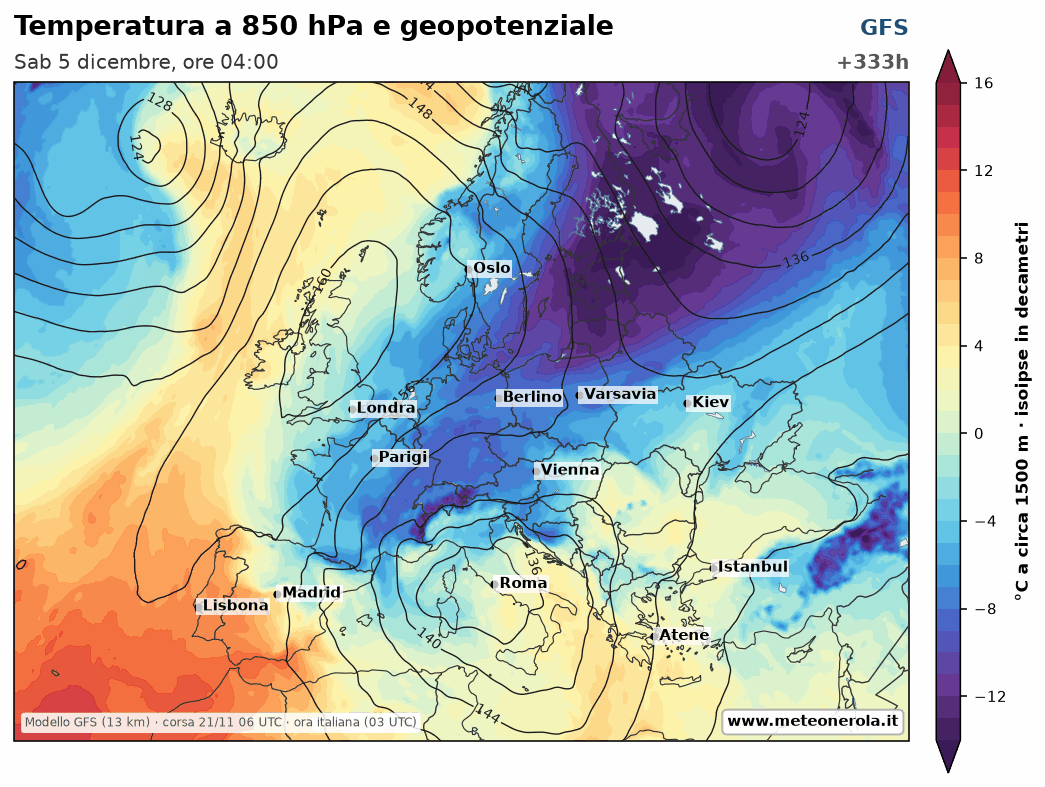 Temperatura a 850 hPa e geopotenziale
GFS
Sab 5 dicembre, ore 04:00
+333h
128
124
148
124
136
160
156
136
140
144
Oslo
Londra
Berlino
Varsavia
Kiev
Parigi
Vienna
Istanbul
Roma
Madrid
Lisbona
Atene
Modello GFS (13 km) · corsa 21/11 06 UTC · ora italiana (03 UTC)
www.meteonerola.it
16
12
8
4
0
−4
−8
−12
°C a circa 1500 m · isoipse in decametri